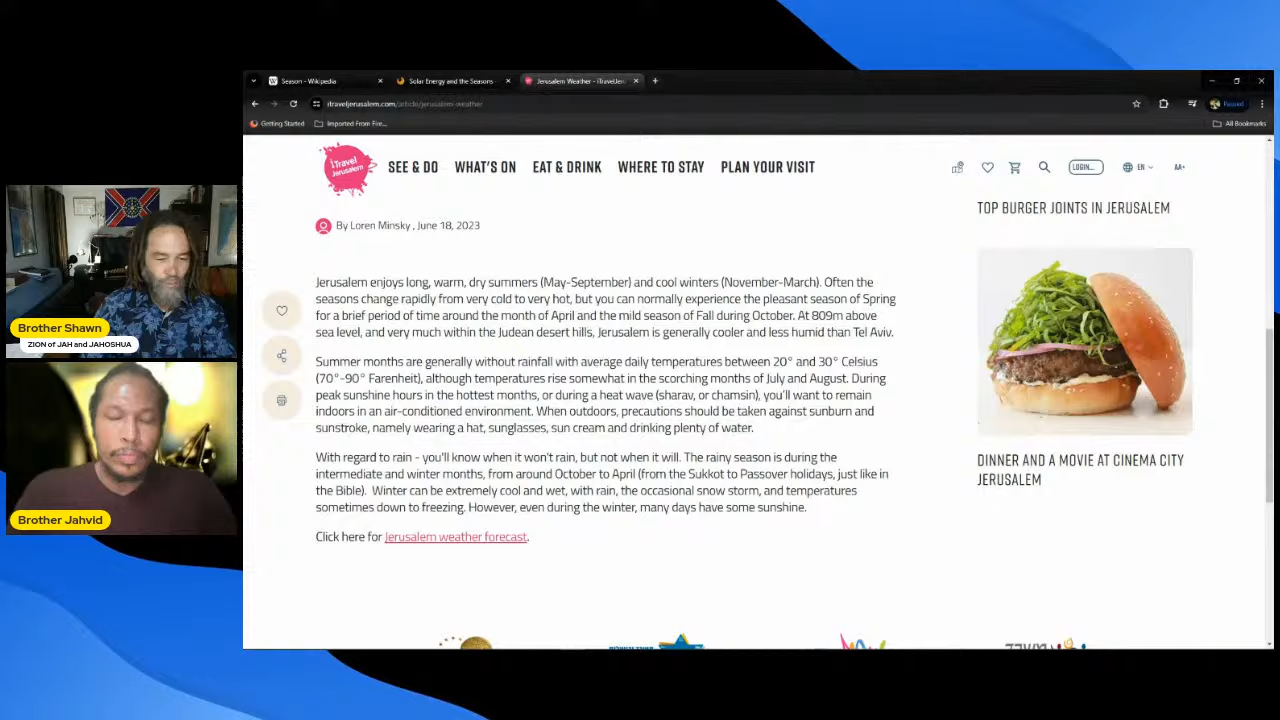 Season - Wikipedia
Solar Energy and the Seasons
Jerusalem Weather - iTravelJer
itraveljerusalem.com/article/jerusalem-weather
Paused
Getting Started
Imported From Fire...
All Bookmarks
iTravel
Jerusalem
SEE & DO
WHAT'S ON
EAT & DRINK
WHERE TO STAY
PLAN YOUR VISIT
LOGIN...
EN
AA+
By Loren Minsky , June 18, 2023
TOP BURGER JOINTS IN JERUSALEM
Jerusalem enjoys long, warm, dry summers (May-September) and cool winters (November-March). Often the
seasons change rapidly from very cold to very hot, but you can normally experience the pleasant season of Spring
for a brief period of time around the month of April and the mild season of Fall during October. At 809m above
sea level, and very much within the Judean desert hills, Jerusalem is generally cooler and less humid than Tel Aviv.
Summer months are generally without rainfall with average daily temperatures between 20° and 30° Celsius
(70°-90° Farenheit), although temperatures rise somewhat in the scorching months of July and August. During
peak sunshine hours in the hottest months, or during a heat wave (sharav, or chamsin), you'll want to remain
indoors in an air-conditioned environment. When outdoors, precautions should be taken against sunburn and
sunstroke, namely wearing a hat, sunglasses, sun cream and drinking plenty of water.
With regard to rain - you'll know when it won't rain, but not when it will. The rainy season is during the
intermediate and winter months, from around October to April (from the Sukkot to Passover holidays, just like in
the Bible).  Winter can be extremely cool and wet, with rain, the occasional snow storm, and temperatures
sometimes down to freezing. However, even during the winter, many days have some sunshine.
Click here for Jerusalem weather forecast.
DINNER AND A MOVIE AT CINEMA CITY
JERUSALEM
Brother Shawn
ZION of JAH and JAHOSHUA
Brother Jahvid